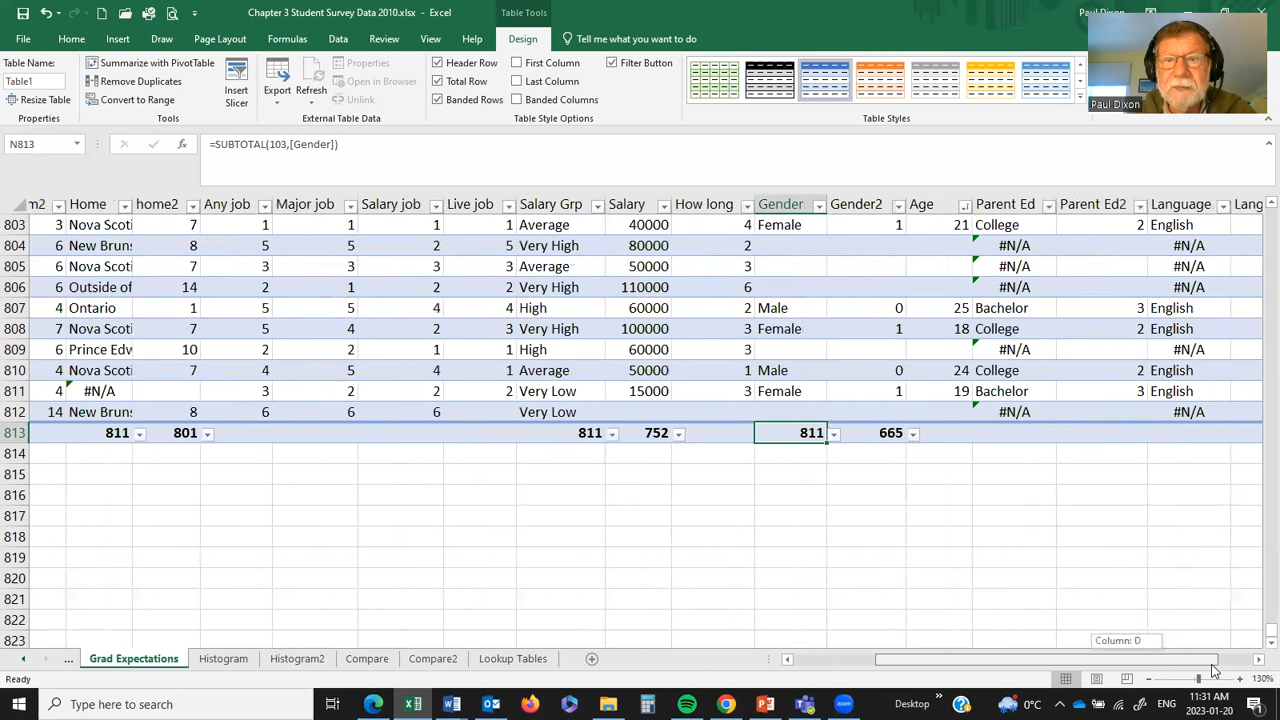 Chapter 3 Student Survey Data 2010.xlsx - Excel
Table Tools
Paul Dixon
File Home Insert Draw Page Layout Formulas Data Review View Help Design Tell me what you want to do
Table Name:
Table1
Resize Table
Properties
Summarize with PivotTable
Remove Duplicates
Convert to Range
Insert
Slicer
Tools
Export
Refresh
Properties
Open in Browser
Unlink
External Table Data
Header Row First Column Filter Button
Total Row Last Column
Banded Rows Banded Columns
Table Style Options
Table Styles
Paul Dixon
N813 =SUBTOTAL(103,[Gender])
m2 Home home2 Any job Major job Salary job Live job Salary Grp Salary How long Gender Gender2 Age Parent Ed Parent Ed2 Language Lang
803 3 Nova Scoti 7 1 1 1 1 Average 40000 4 Female 1 21 College 2 English
804 6 New Bruns 8 5 5 2 5 Very High 80000 2 #N/A #N/A
805 6 Nova Scoti 7 3 3 3 3 Average 50000 3 #N/A #N/A
806 6 Outside of 14 2 1 2 2 Very High 110000 6 #N/A #N/A
807 4 Ontario 1 5 5 4 4 High 60000 2 Male 0 25 Bachelor 3 English
808 7 Nova Scoti 7 5 4 2 3 Very High 100000 3 Female 1 18 College 2 English
809 6 Prince Edw 10 2 2 1 1 High 60000 3 #N/A #N/A
810 4 Nova Scoti 7 4 5 4 1 Average 50000 1 Male 0 24 College 2 English
811 4 #N/A 3 2 2 2 Very Low 15000 3 Female 1 19 Bachelor 3 English
812 14 New Bruns 8 6 6 6 Very Low #N/A #N/A
813 811 801 811 752 811 665
814
815
816
817
818
819
820
821
822
823
Column: D
... Grad Expectations Histogram Histogram2 Compare Compare2 Lookup Tables
Ready 130%
Type here to search
Desktop
0°C
ENG
11:31 AM
2023-01-20